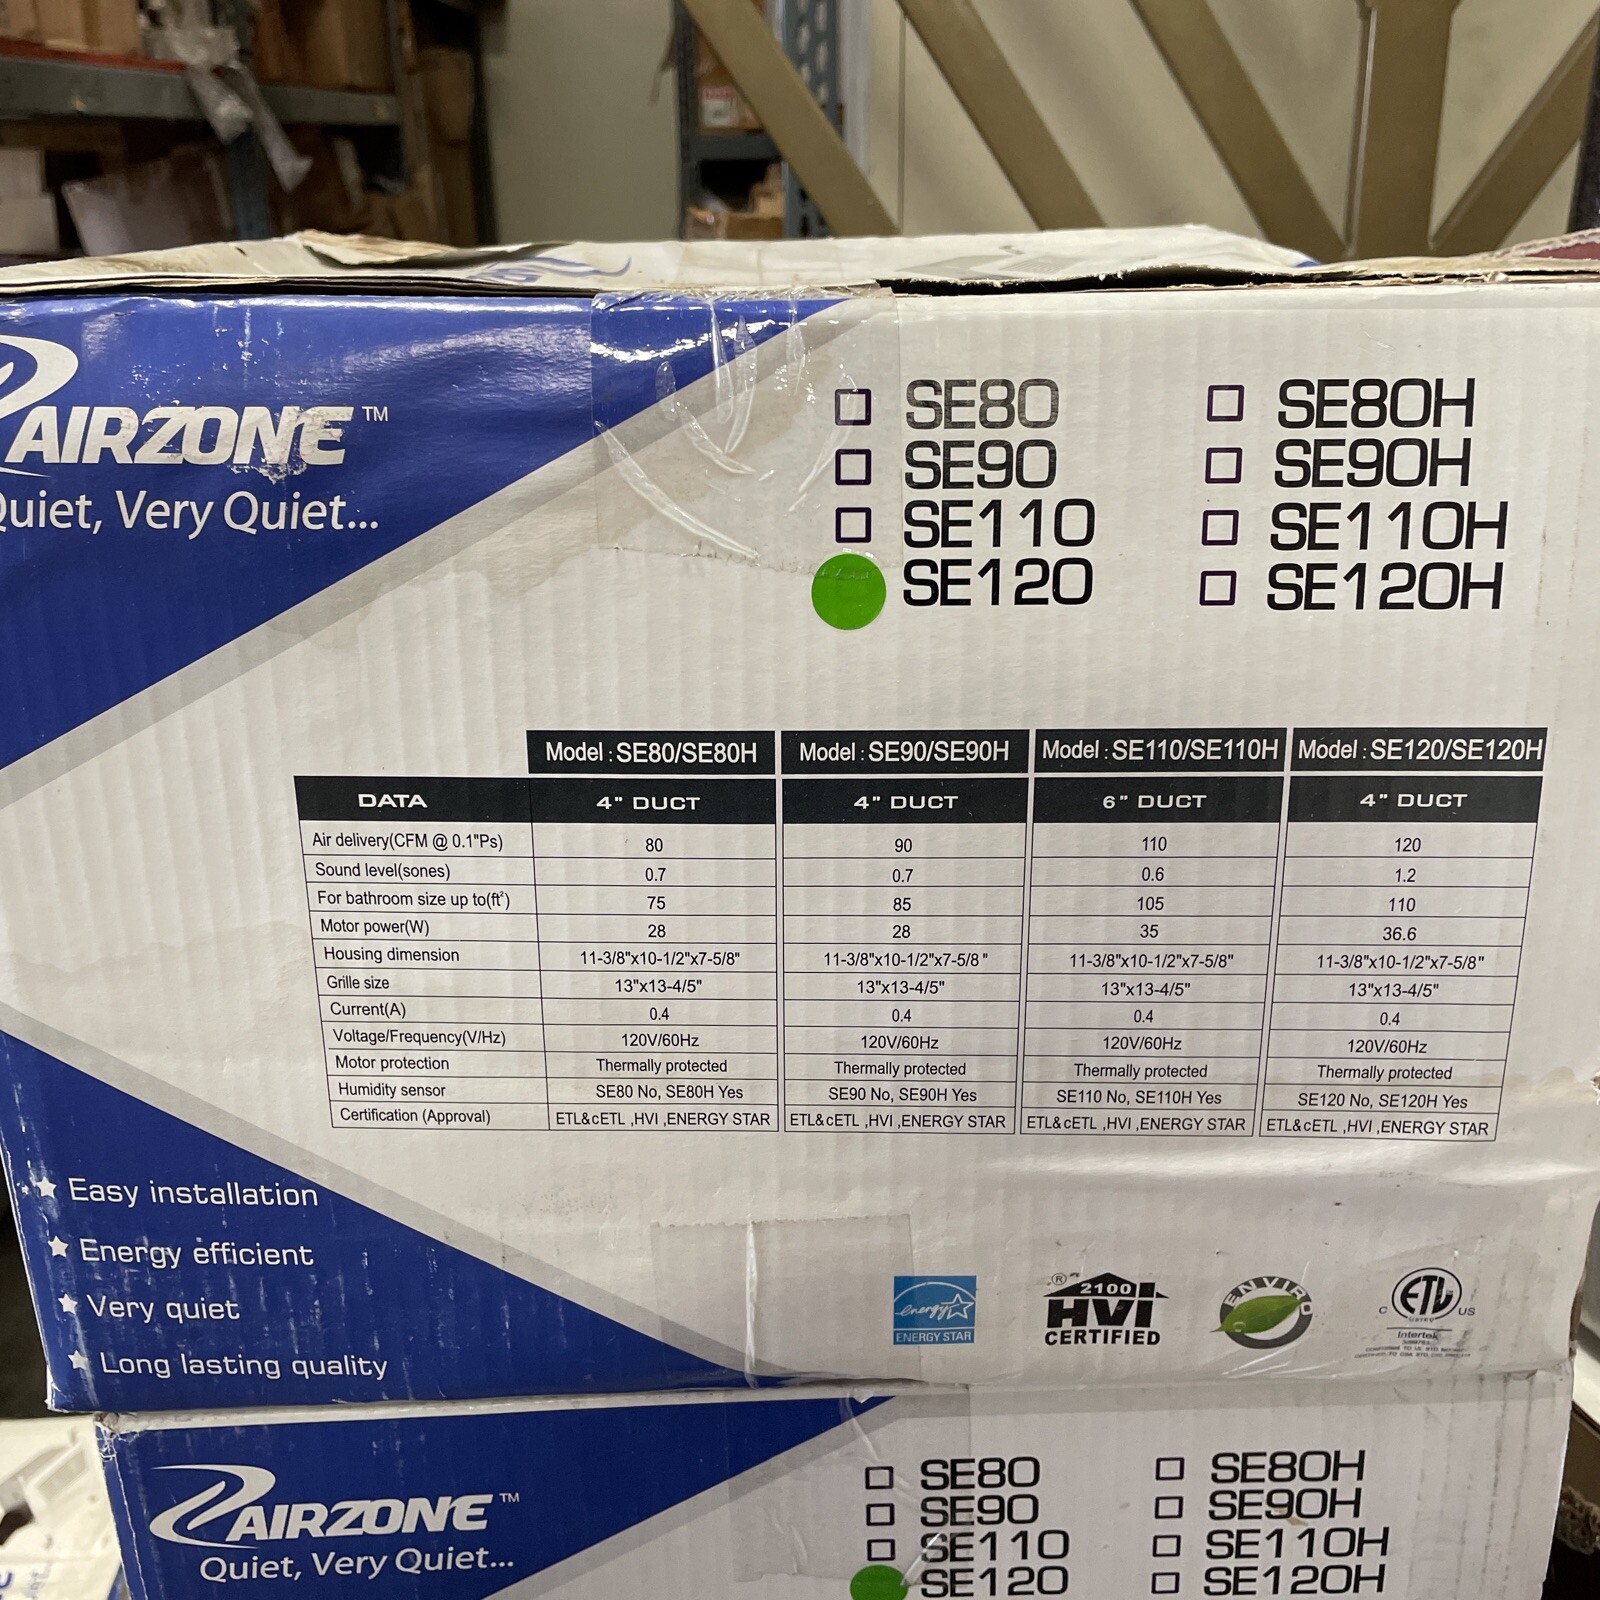 AIRZONE™
Quiet, Very Quiet...
SE80 SE80H
SE90 SE90H
SE110 SE110H
SE120 SE120H
Model : SE80/SE80H Model : SE90/SE90H Model : SE110/SE110H Model : SE120/SE120H
DATA 4" DUCT 4" DUCT 6" DUCT 4" DUCT
Air delivery(CFM @ 0.1"Ps) 80 90 110 120
Sound level(sones) 0.7 0.7 0.6 1.2
For bathroom size up to(ft²) 75 85 105 110
Motor power(W) 28 28 35 36.6
Housing dimension 11-3/8"x10-1/2"x7-5/8" 11-3/8"x10-1/2"x7-5/8 " 11-3/8"x10-1/2"x7-5/8" 11-3/8"x10-1/2"x7-5/8"
Grille size 13"x13-4/5" 13"x13-4/5" 13"x13-4/5" 13"x13-4/5"
Current(A) 0.4 0.4 0.4 0.4
Voltage/Frequency(V/Hz) 120V/60Hz 120V/60Hz 120V/60Hz 120V/60Hz
Motor protection Thermally protected Thermally protected Thermally protected Thermally protected
Humidity sensor SE80 No, SE80H Yes SE90 No, SE90H Yes SE110 No, SE110H Yes SE120 No, SE120H Yes
Certification (Approval) ETL&cETL ,HVI ,ENERGY STAR ETL&cETL ,HVI ,ENERGY STAR ETL&cETL ,HVI ,ENERGY STAR ETL&cETL ,HVI ,ENERGY STAR
Easy installation
Energy efficient
Very quiet
Long lasting quality
energy
ENERGY STAR
® 2100
HVI
CERTIFIED
ENVIRO
C ETL US
Intertek
AIRZONE™
Quiet, Very Quiet...
SE80 SE80H
SE90 SE90H
SE110 SE110H
SE120 SE120H